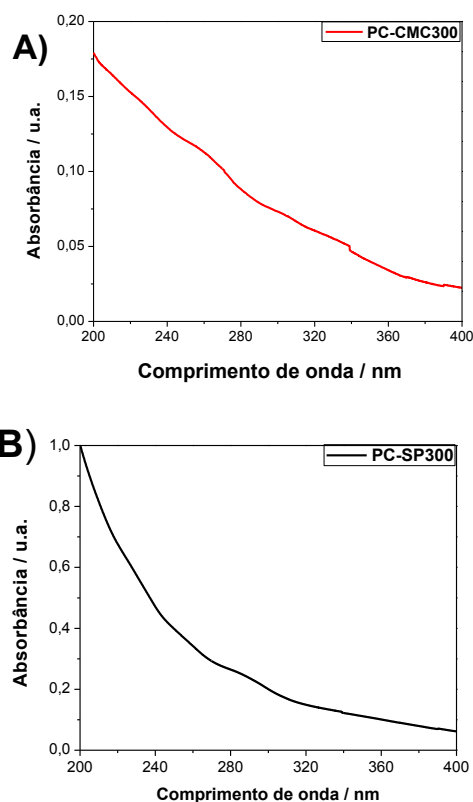 A)
PC-CMC300
0,20
0,15
0,10
0,05
0,00
Absorbância / u.a.
200 240 280 320 360 400
Comprimento de onda / nm
B)
PC-SP300
1,0
0,8
0,6
0,4
0,2
0,0
Absorbância / u.a.
200 240 280 320 360 400
Comprimento de onda / nm